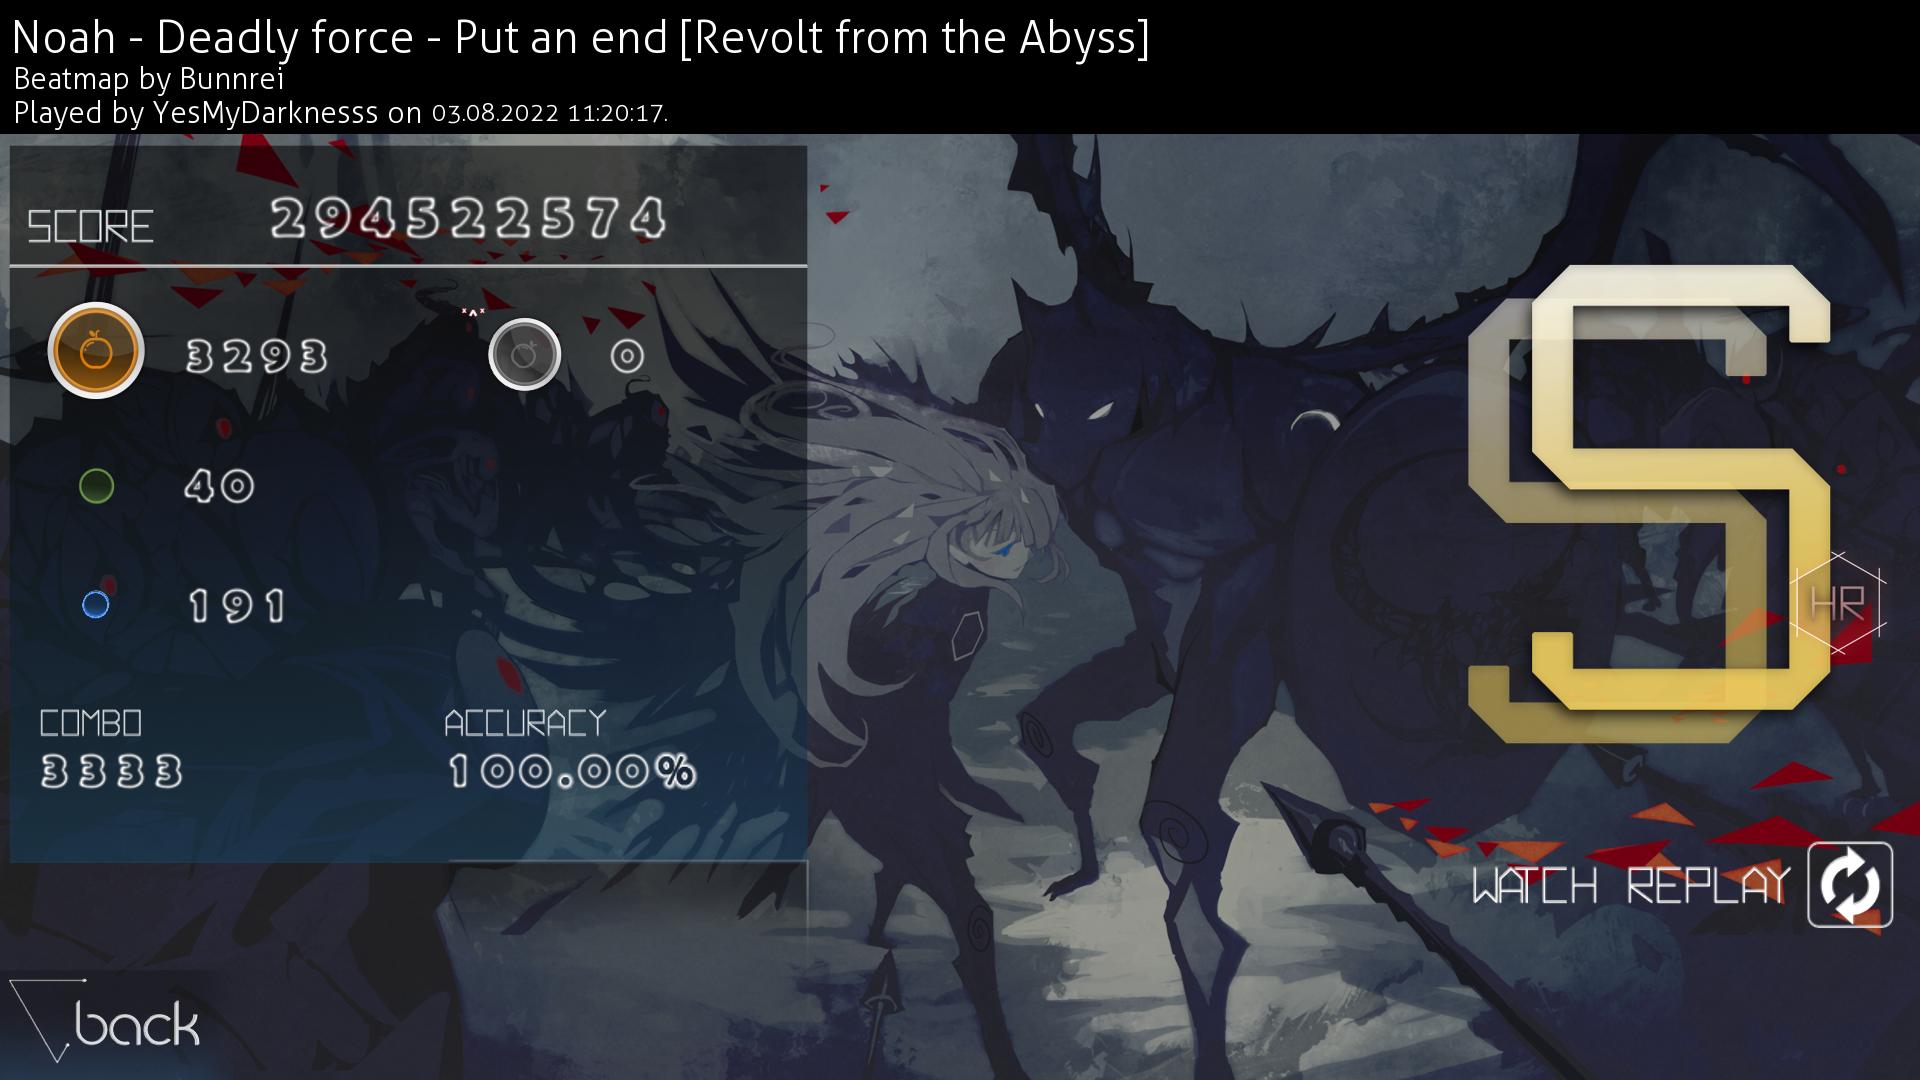 Noah - Deadly force - Put an end [Revolt from the Abyss]
Beatmap by Bunnrei
Played by YesMyDarknesss on 03.08.2022 11:20:17.
SCORE 294522574
3293 0
40
191
COMBO ACCURACY
3333 100.00%
S
HR
WATCH REPLAY
back